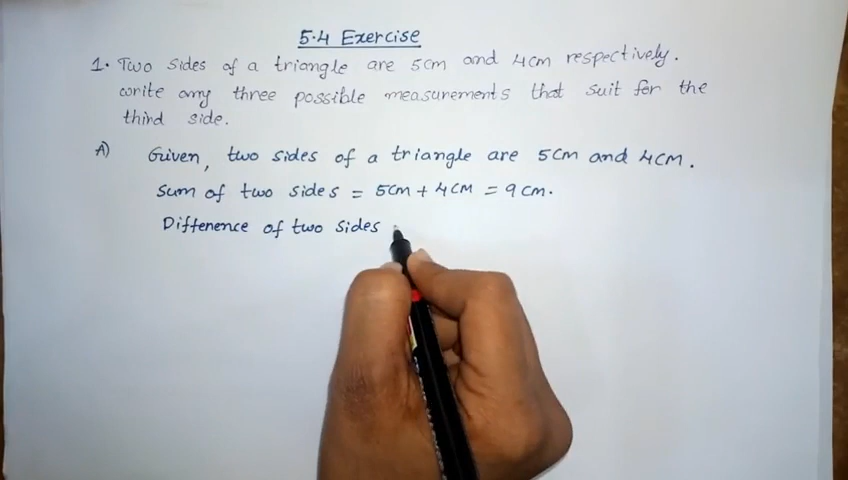 5.4 Exercise
1. Two sides of a triangle are 5cm and 4cm respectively.
write any three possible measurements that suit for the
third side.
A) Given, two sides of a triangle are 5cm and 4cm.
Sum of two sides = 5cm + 4cm = 9cm.
Difference of two sides